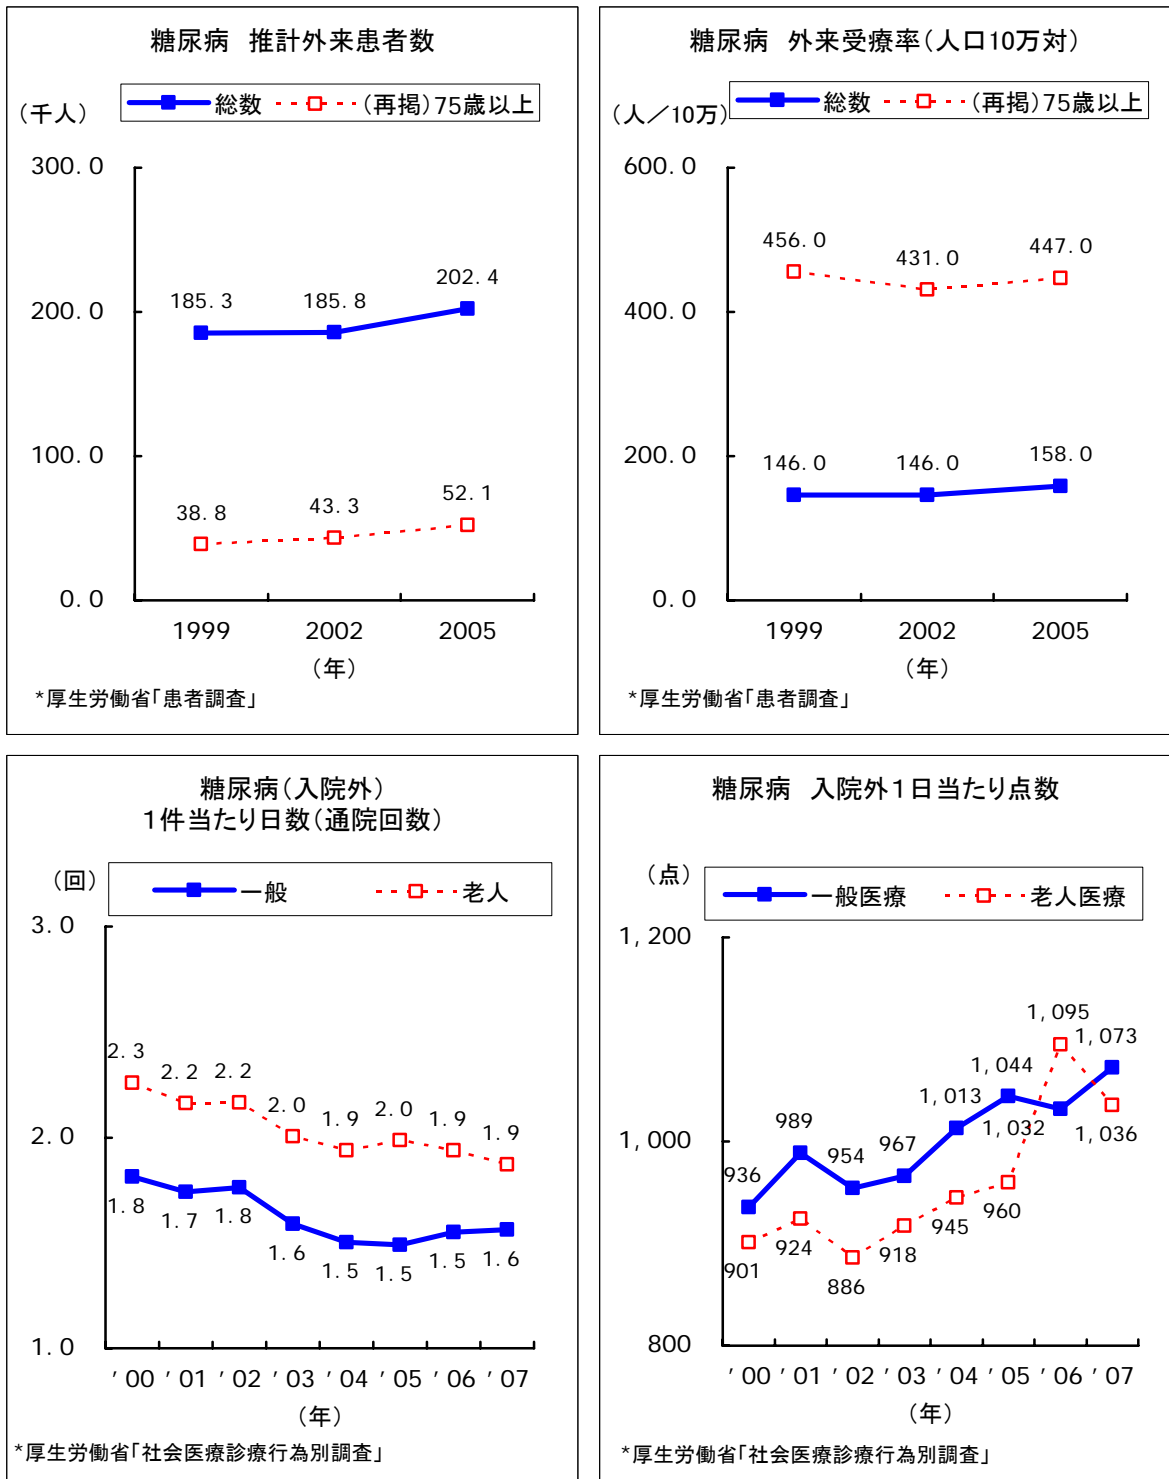 糖尿病 推計外来患者数
(千人)
総数 (再掲)75歳以上
300.0
200.0
100.0
0.0
185.3 185.8 202.4
38.8 43.3 52.1
1999 2002 2005
(年)
*厚生労働省「患者調査」
糖尿病 外来受療率(人口10万対)
(人/10万)
総数 (再掲)75歳以上
600.0
400.0
200.0
0.0
456.0 431.0 447.0
146.0 146.0 158.0
1999 2002 2005
(年)
*厚生労働省「患者調査」
糖尿病(入院外)
1件当たり日数(通院回数)
(回)
一般 老人
3.0
2.0
1.0
2.3 2.2 2.2 2.0 1.9 2.0 1.9 1.9
1.8 1.7 1.8 1.6 1.5 1.5 1.5 1.6
'00 '01 '02 '03 '04 '05 '06 '07
(年)
*厚生労働省「社会医療診療行為別調査」
糖尿病 入院外1日当たり点数
(点)
一般医療 老人医療
1,200
1,000
800
936 989 954 967 1,013 1,044 1,032 1,073
901 924 886 918 945 960 1,095 1,036
'00 '01 '02 '03 '04 '05 '06 '07
(年)
*厚生労働省「社会医療診療行為別調査」